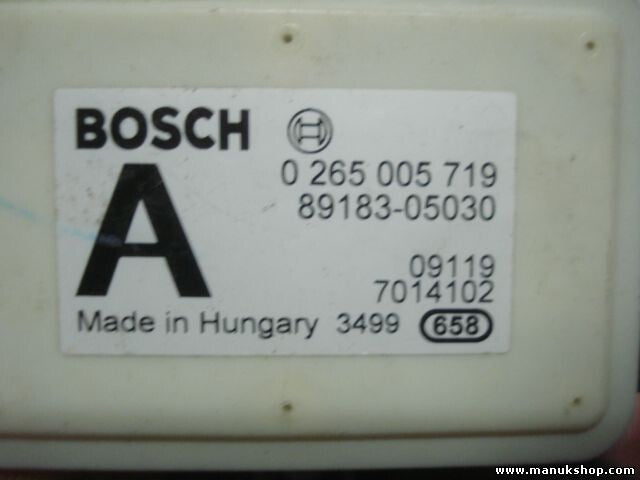 BOSCH
0 265 005 719
A
89183-05030
09119
7014102
Made in Hungary 3499 658
www.manukshop.com